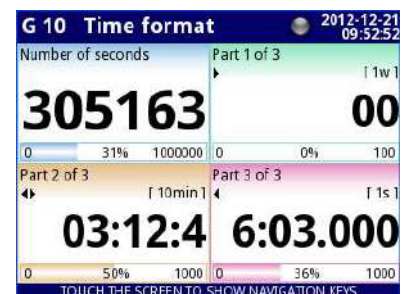 G 10 Time format
2012-12-21
09:52:52
Number of seconds
305163
0 31% 1000000
Part 1 of 3
[ 1w ]
00
0 0% 100
Part 2 of 3
[ 10min ]
03:12:4
0 50% 1000
Part 3 of 3
[ 1s ]
6:03.000
0 36% 1000
TOUCH THE SCREEN TO SHOW NAVIGATION KEYS